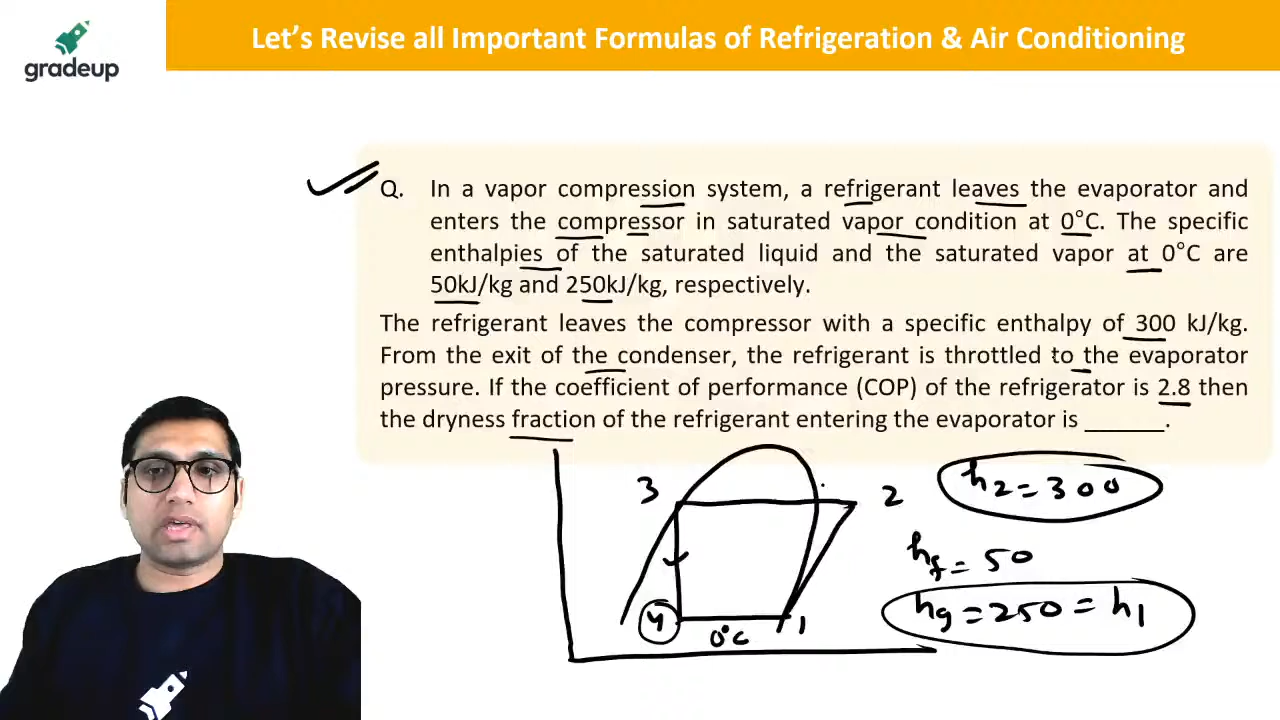 Let's Revise all Important Formulas of Refrigeration & Air Conditioning
gradeup
Q. In a vapor compression system, a refrigerant leaves the evaporator and
enters the compressor in saturated vapor condition at 0°C. The specific
enthalpies of the saturated liquid and the saturated vapor at 0°C are
50kJ/kg and 250kJ/kg, respectively.
The refrigerant leaves the compressor with a specific enthalpy of 300 kJ/kg.
From the exit of the condenser, the refrigerant is throttled to the evaporator
pressure. If the coefficient of performance (COP) of the refrigerator is 2.8 then
the dryness fraction of the refrigerant entering the evaporator is ______.
3
2
h2 = 300
hf = 50
4
0°C
1
hg = 250 = h1